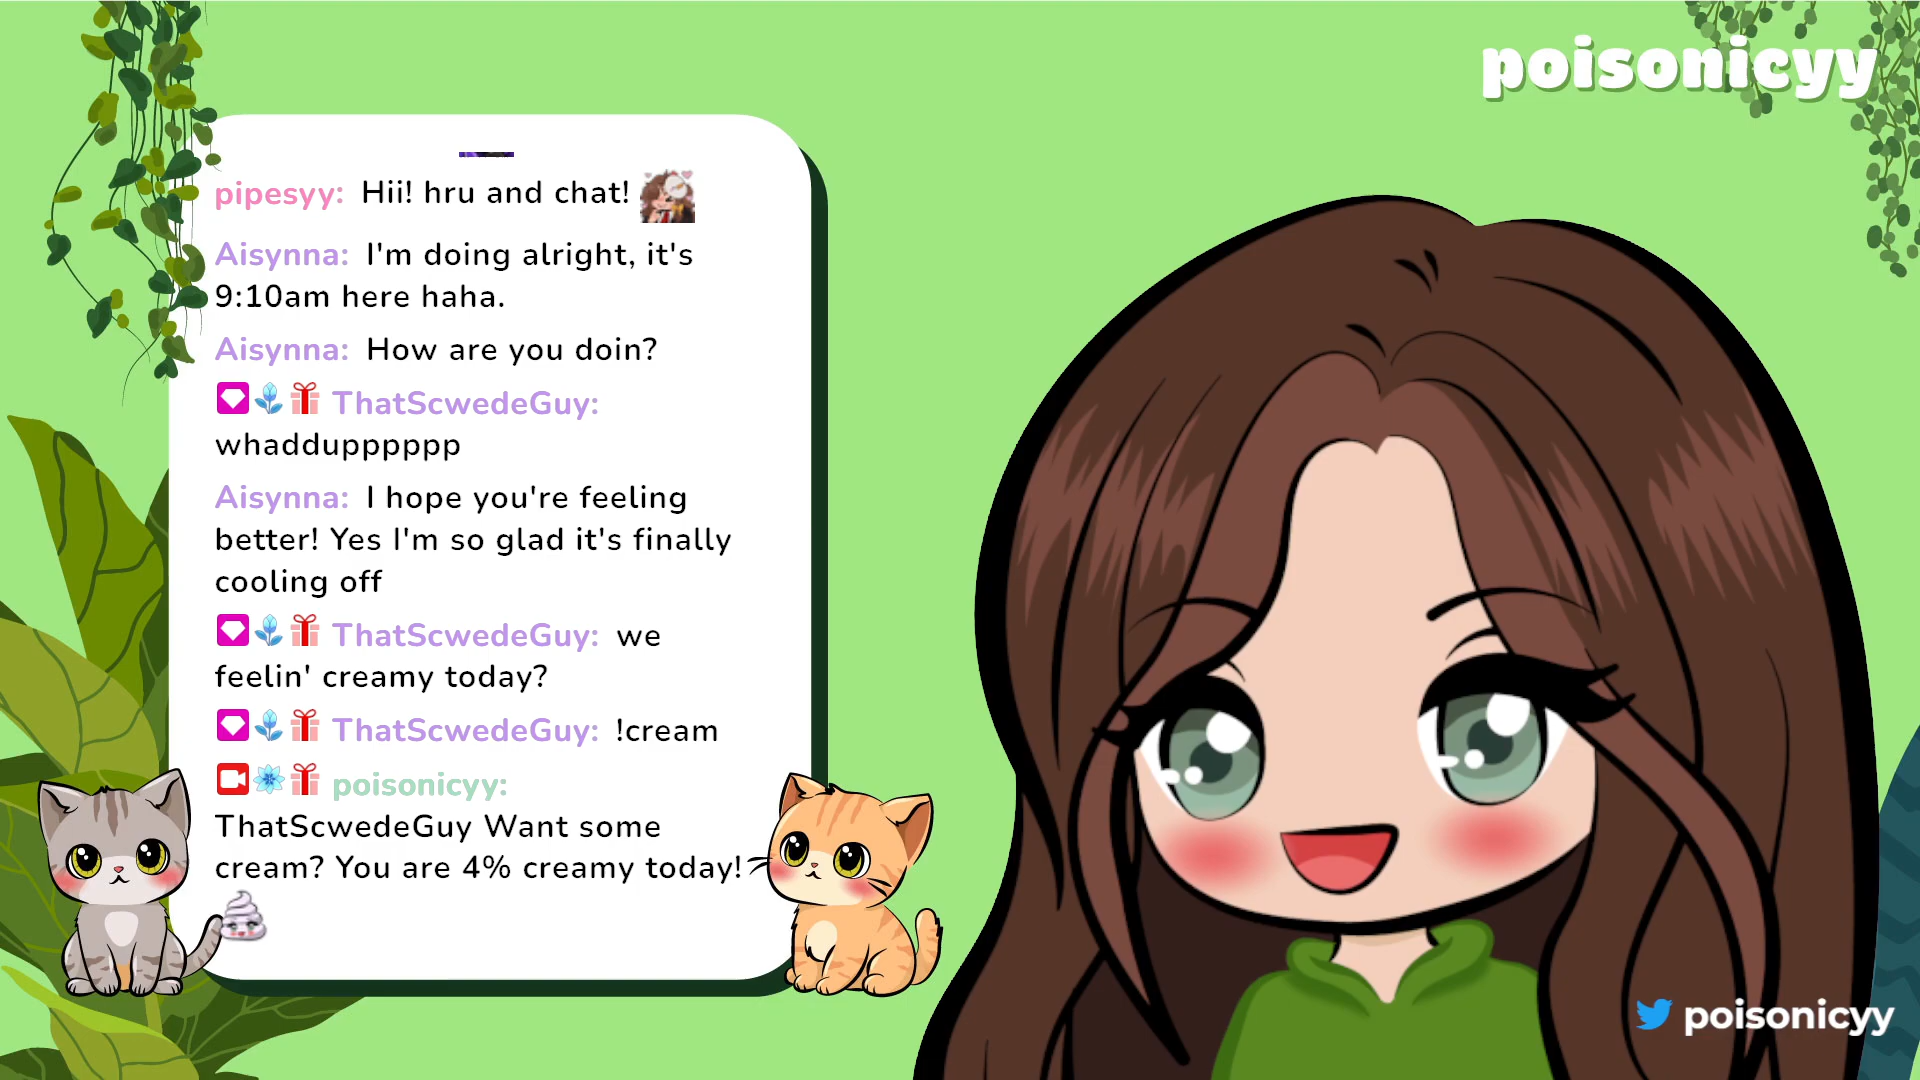 poisonicyy
pipesyy: Hii! hru and chat!
Aisynna: I'm doing alright, it's
9:10am here haha.
Aisynna: How are you doin?
ThatScwedeGuy:
whaddupppppp
Aisynna: I hope you're feeling
better! Yes I'm so glad it's finally
cooling off
ThatScwedeGuy: we
feelin' creamy today?
ThatScwedeGuy: !cream
poisonicyy:
ThatScwedeGuy Want some
cream? You are 4% creamy today!
poisonicyy